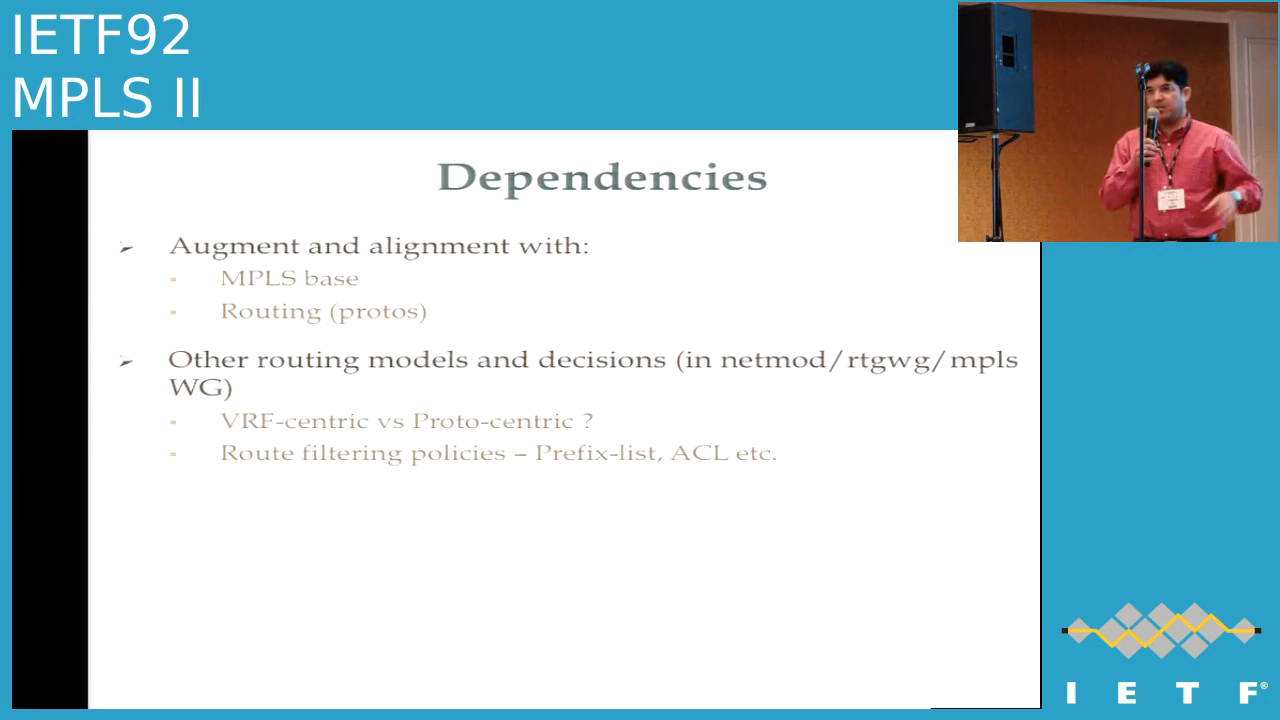 IETF92
MPLS II
Dependencies
Augment and alignment with:
MPLS base
Routing (protos)
Other routing models and decisions (in netmod/rtgwg/mpls
WG)
VRF-centric vs Proto-centric ?
Route filtering policies – Prefix-list, ACL etc.
I E T F®